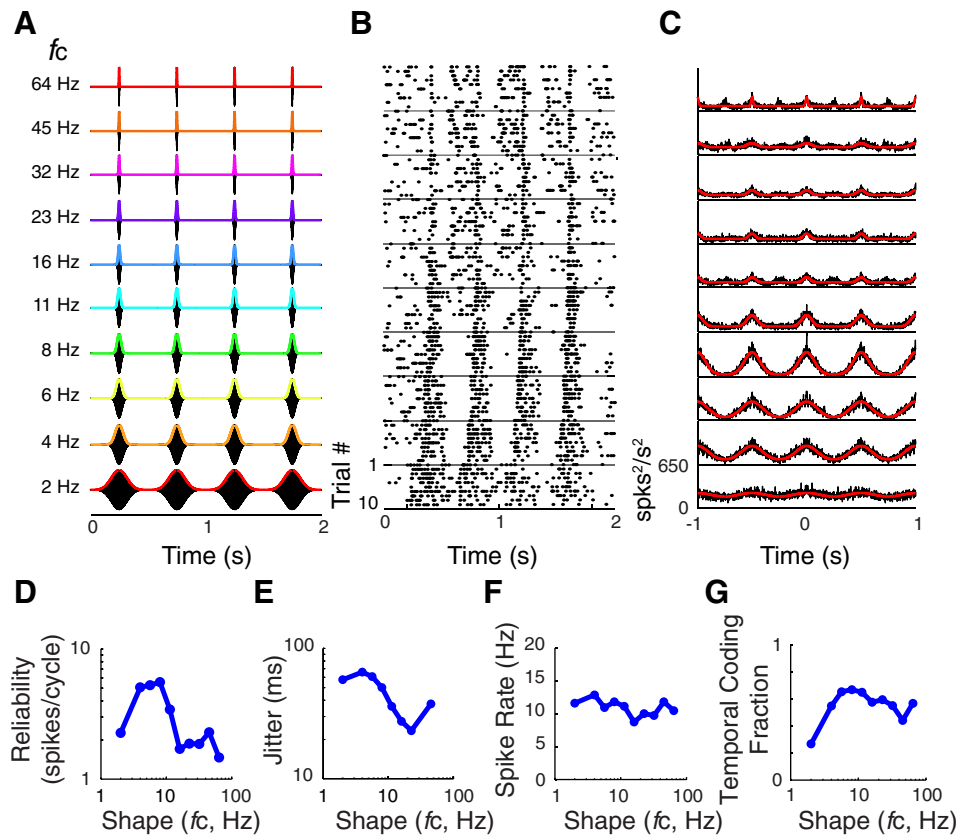 A
B
C
fc
64 Hz
45 Hz
32 Hz
23 Hz
16 Hz
11 Hz
8 Hz
6 Hz
4 Hz
2 Hz
0
1
2
Time (s)
Trial #
1
10
0
1
2
Time (s)
spks²/s²
650
0
-1
0
1
Time (s)
D
E
F
G
Reliability
(spikes/cycle)
10
1
1
10
100
Shape (fc, Hz)
Jitter (ms)
100
10
1
10
100
Shape (fc, Hz)
Spike Rate (Hz)
20
15
10
5
0
1
10
100
Shape (fc, Hz)
Temporal Coding
Fraction
1
0
1
10
100
Shape (fc, Hz)